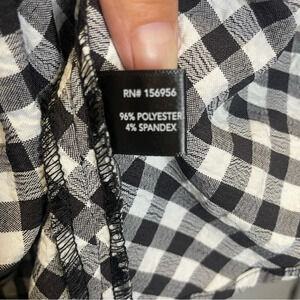 RN# 156956
96% POLYESTER
4% SPANDEX